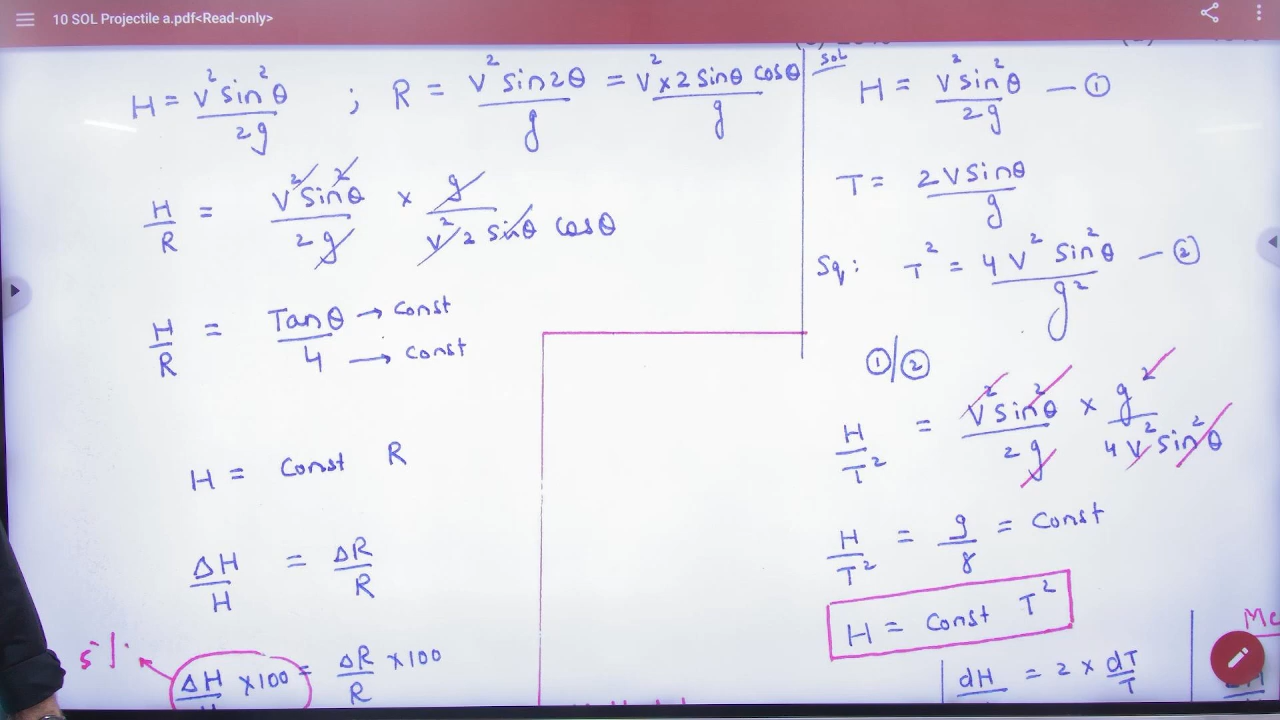 10 SOL Projectile a.pdf<Read-only>
H = v² sin²θ / 2g ; R = v² sin2θ / g = v² × 2 sinθ cosθ / g
H/R = v² sin²θ / 2g × g / v² 2 sinθ cosθ
H/R = Tanθ → const / 4 → const
H = const R
ΔH/H = ΔR/R
5% ΔH/H × 100 = ΔR/R × 100
Sol
H = v² sin²θ / 2g — ①
T = 2v sinθ / g
Sq: T² = 4v² sin²θ / g² — ②
①/②
H/T² = v² sin²θ / 2g × g² / 4v² sin²θ
H/T² = g/8 = const
H = const T²
dH = 2 × dT/T